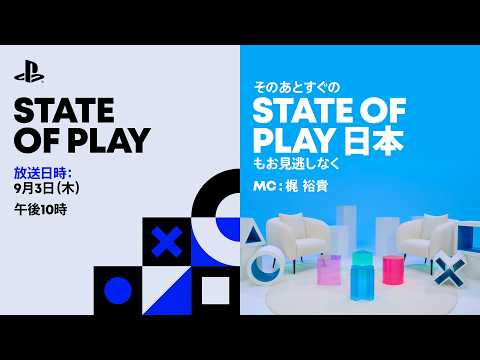 STATE
OF PLAY
放送日時：
9月3日（木）
午後10時
そのあとすぐの
STATE OF
PLAY 日本
もお見逃しなく
MC：梶 裕貴